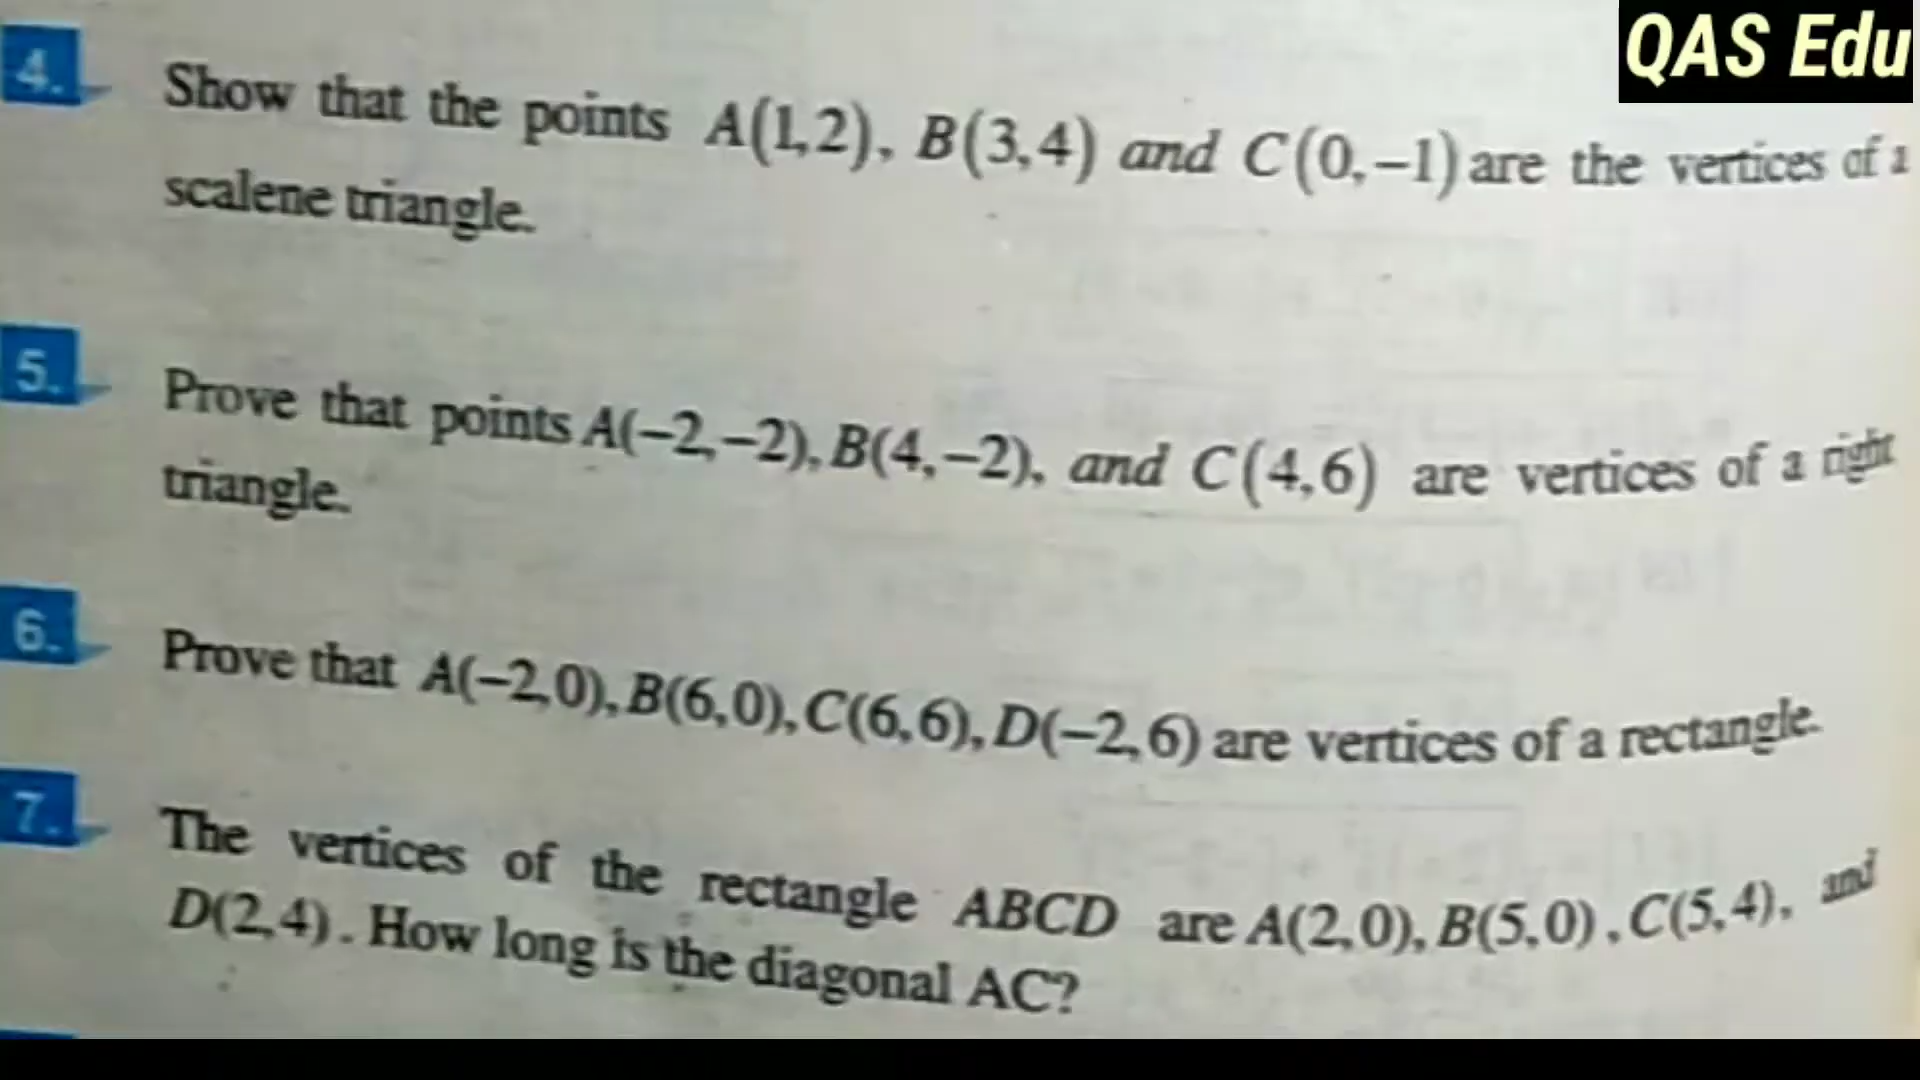 QAS Edu
4. Show that the points A(1,2), B(3,4) and C(0,-1) are the vertices of a
scalene triangle.
5. Prove that points A(-2,-2), B(4,-2), and C(4,6) are vertices of a right
triangle.
6. Prove that A(-2,0), B(6,0), C(6,6), D(-2,6) are vertices of a rectangle.
7. The vertices of the rectangle ABCD are A(2,0), B(5,0), C(5,4), and
D(2,4). How long is the diagonal AC?